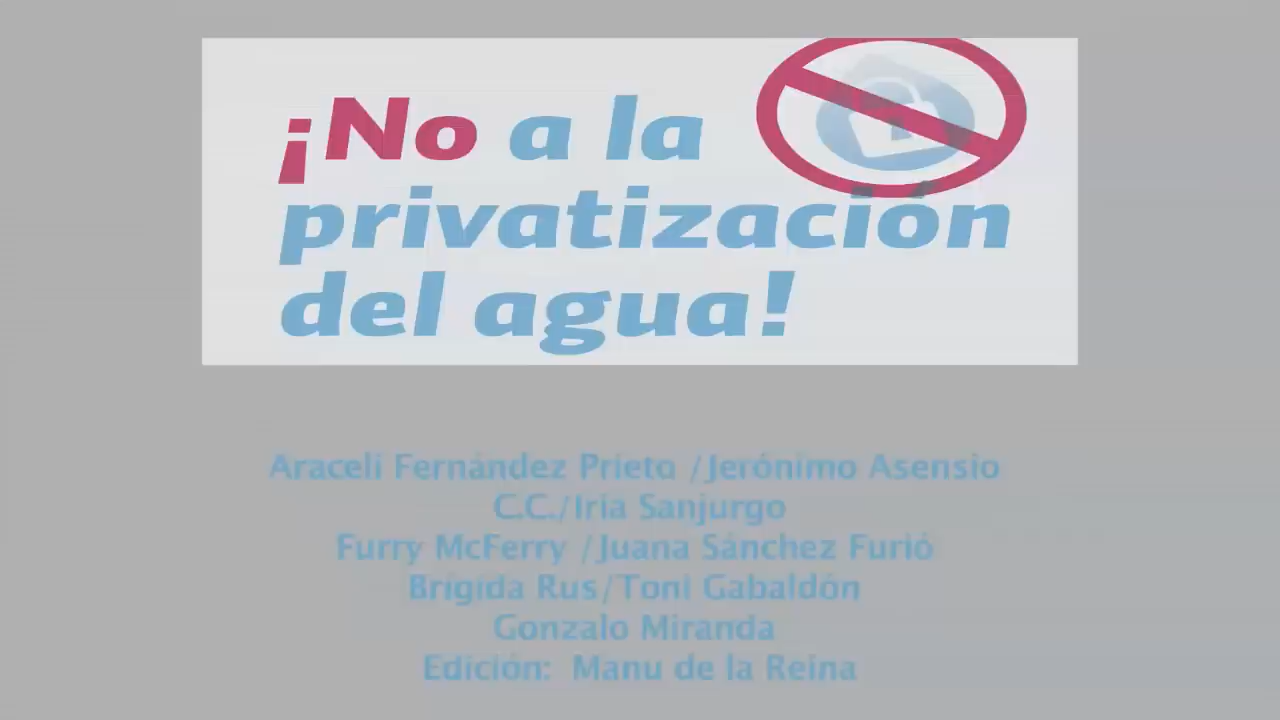 ¡No a la
privatización
del agua!
Araceli Fernández Prieto /Jerónimo Asensio
C.C./Iria Sanjurgo
Furry McFerry /Juana Sánchez Furió
Brígida Rus/Toni Gabaldón
Gonzalo Miranda
Edición:  Manu de la Reina